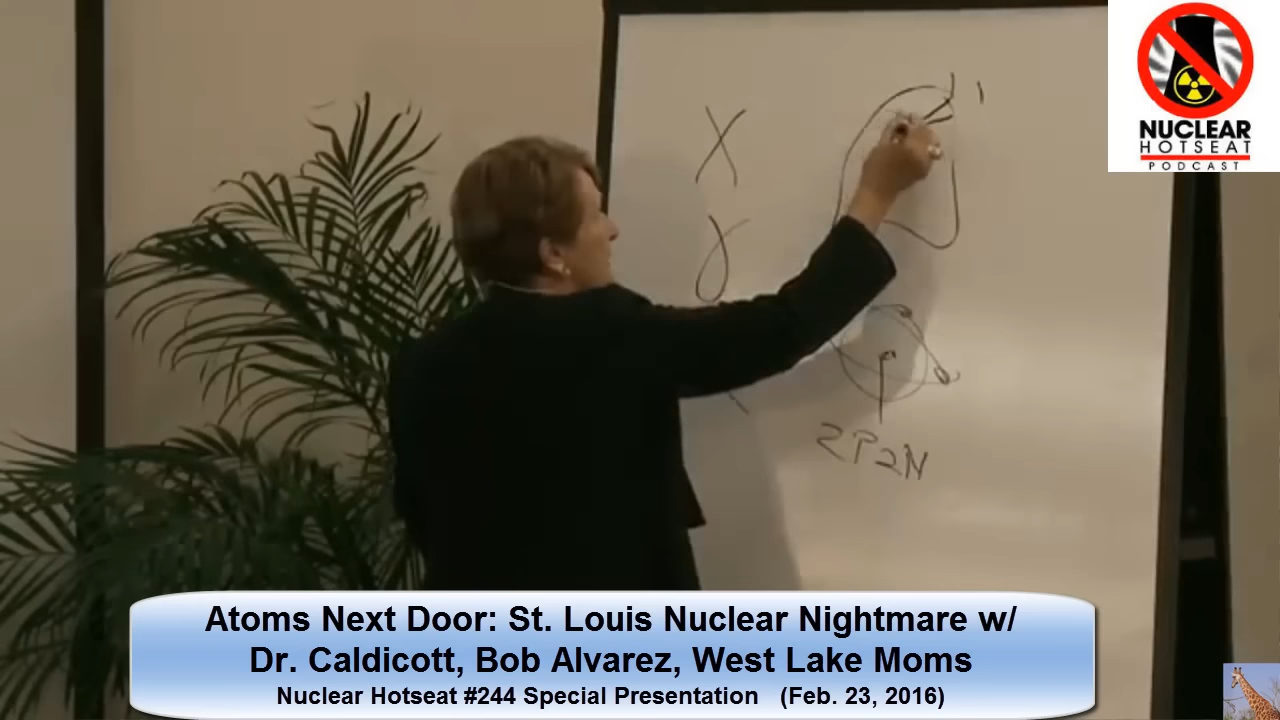 NUCLEAR
HOTSEAT
PODCAST
X
γ
2P2N
Atoms Next Door: St. Louis Nuclear Nightmare w/
Dr. Caldicott, Bob Alvarez, West Lake Moms
Nuclear Hotseat #244 Special Presentation (Feb. 23, 2016)